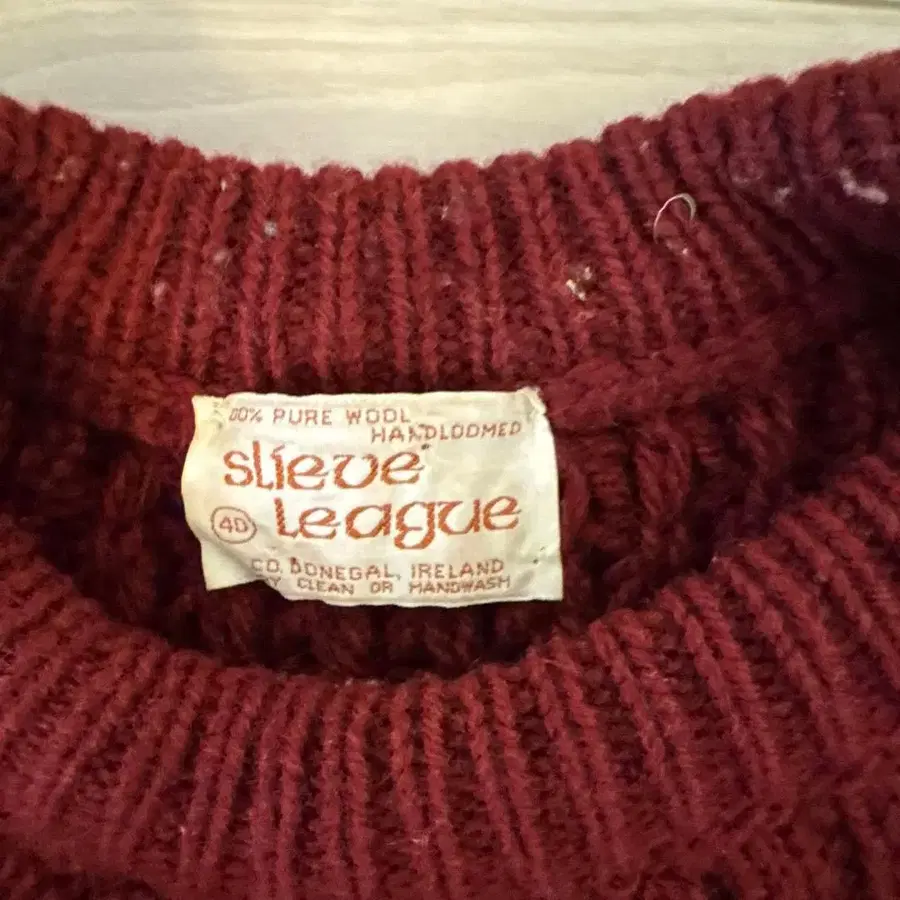 00% PURE WOOL
HANDLOOMED
slieve
40 league
CO. DONEGAL, IRELAND
Y CLEAN OR HANDWASH